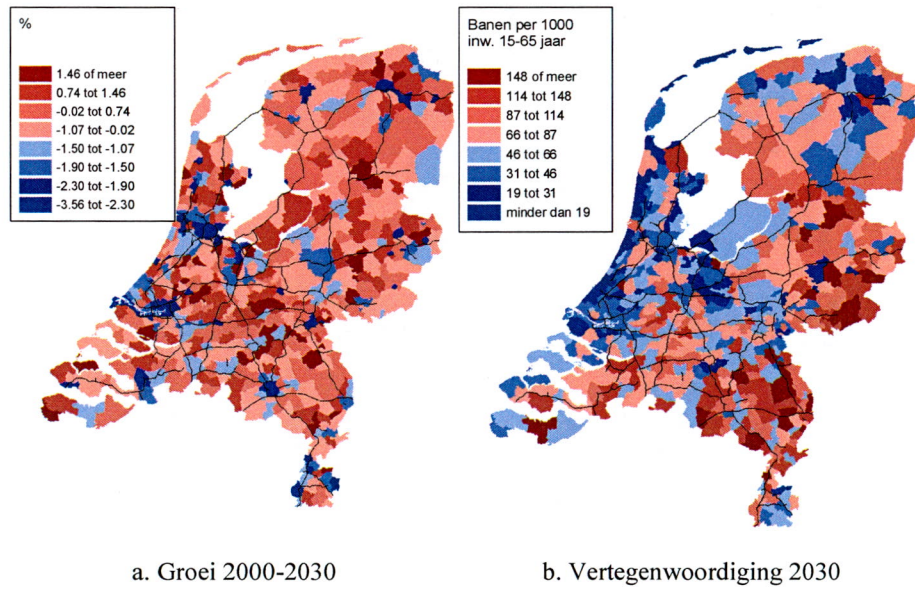 %
1.46 of meer
0.74 tot 1.46
-0.02 tot 0.74
-1.07 tot -0.02
-1.50 tot -1.07
-1.90 tot -1.50
-2.30 tot -1.90
-3.56 tot -2.30
Banen per 1000
inw. 15-65 jaar
148 of meer
114 tot 148
87 tot 114
66 tot 87
46 tot 66
31 tot 46
19 tot 31
minder dan 19
a. Groei 2000-2030
b. Vertegenwoordiging 2030